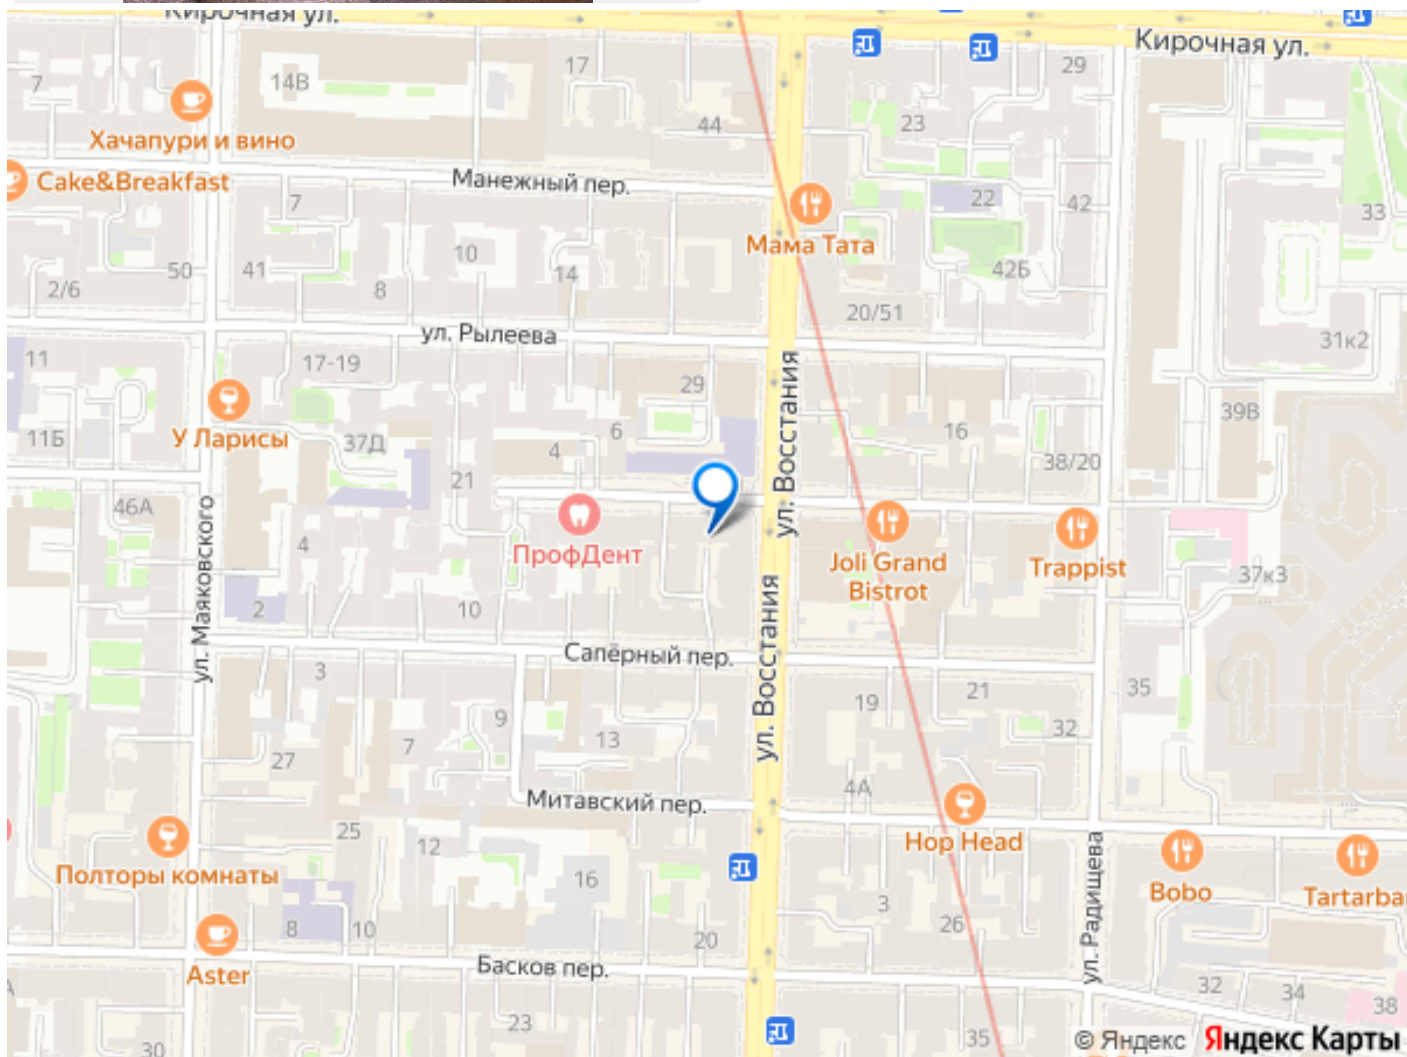 Кирочная ул.
Кирочная ул.
17
29
7
14В
44
23
Хачапури и вино
Cake&Breakfast
Манежный пер.
7
22
42
33
Мама Тата
10
50
41
14
42Б
2/6
8
20/51
ул. Рылеева
31к2
11
17-19
29
39В
У Ларисы
11Б
37Д
6
16
4
38/20
21
ул. Восстания
46А
ул. Маяковского
ПрофДент
Joli Grand
Bistrot
Trappist
4
37к3
2
10
Сапёрный пер.
ул. Восстания
3
21
35
19
9
32
7
13
27
4А
Митавский пер.
25
Hop Head
12
Полторы комнаты
16
Bobo
Tartarba
ул. Радищева
3
8
10
26
20
Aster
Басков пер.
32
34
38
23
35
30
© Яндекс Яндекс Карты